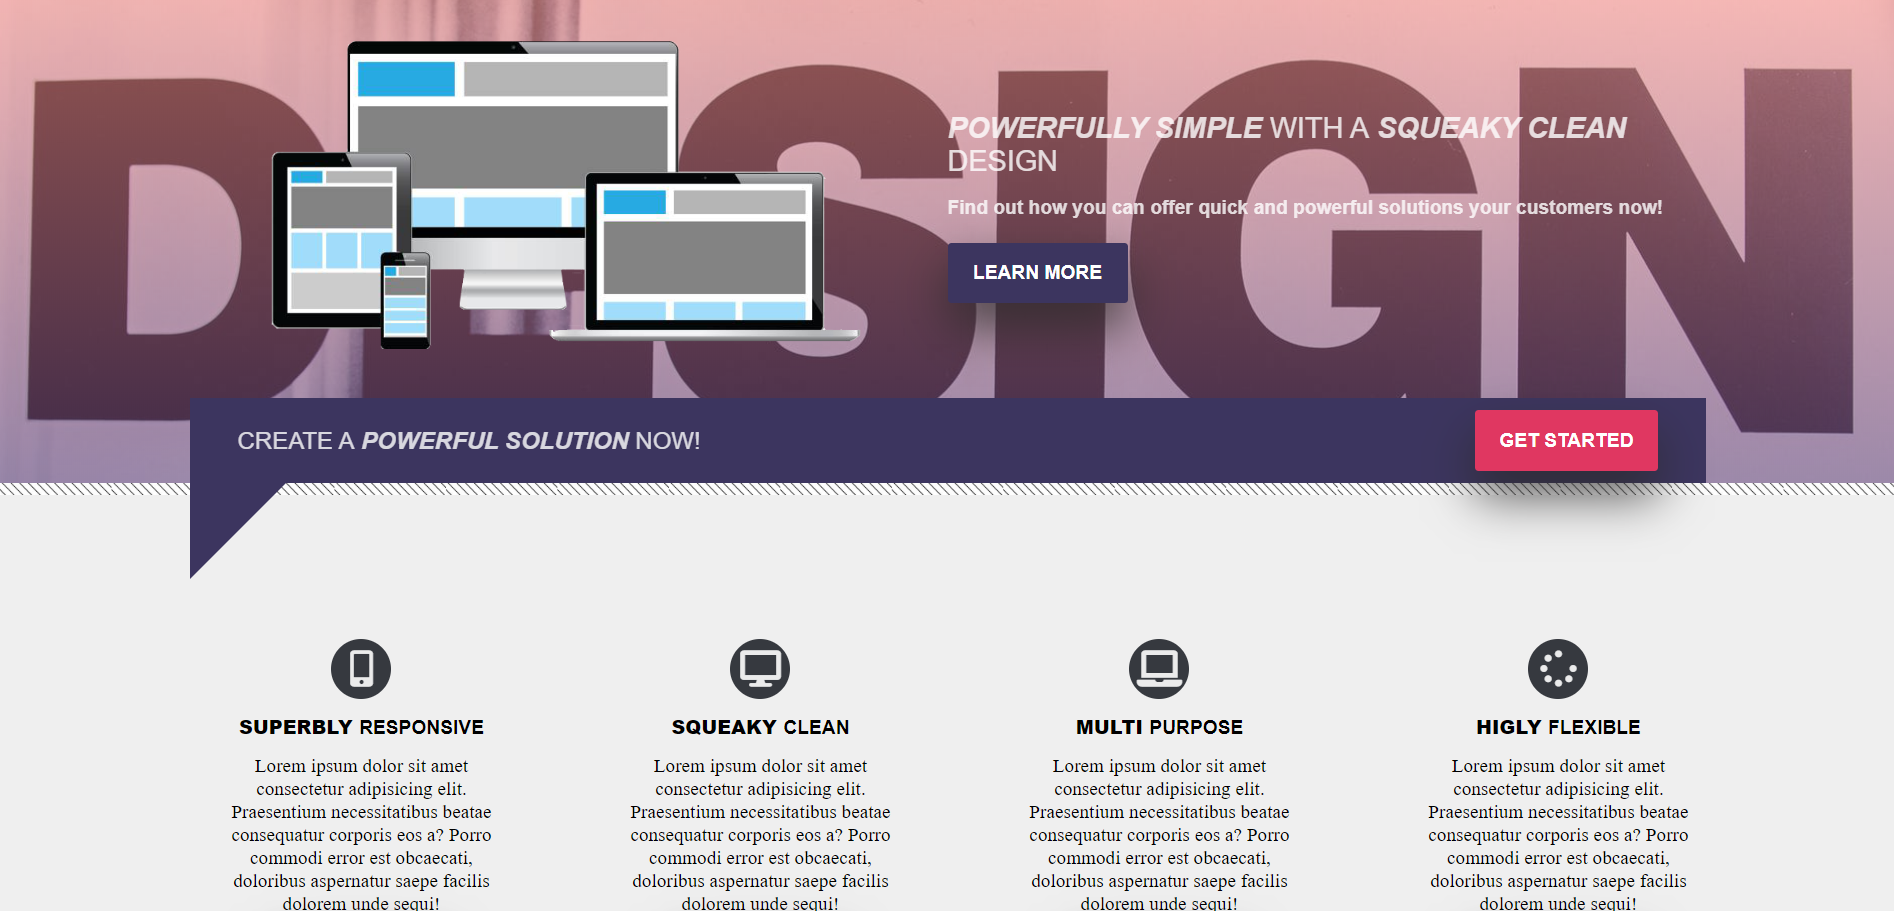 DESIGN
POWERFULLY SIMPLE WITH A SQUEAKY CLEAN
DESIGN
Find out how you can offer quick and powerful solutions your customers now!
LEARN MORE
CREATE A POWERFUL SOLUTION NOW!
GET STARTED
SUPERBLY RESPONSIVE
Lorem ipsum dolor sit amet
consectetur adipisicing elit.
Praesentium necessitatibus beatae
consequatur corporis eos a? Porro
commodi error est obcaecati,
doloribus aspernatur saepe facilis
dolorem unde sequi!
SQUEAKY CLEAN
Lorem ipsum dolor sit amet
consectetur adipisicing elit.
Praesentium necessitatibus beatae
consequatur corporis eos a? Porro
commodi error est obcaecati,
doloribus aspernatur saepe facilis
dolorem unde sequi!
MULTI PURPOSE
Lorem ipsum dolor sit amet
consectetur adipisicing elit.
Praesentium necessitatibus beatae
consequatur corporis eos a? Porro
commodi error est obcaecati,
doloribus aspernatur saepe facilis
dolorem unde sequi!
HIGLY FLEXIBLE
Lorem ipsum dolor sit amet
consectetur adipisicing elit.
Praesentium necessitatibus beatae
consequatur corporis eos a? Porro
commodi error est obcaecati,
doloribus aspernatur saepe facilis
dolorem unde sequi!